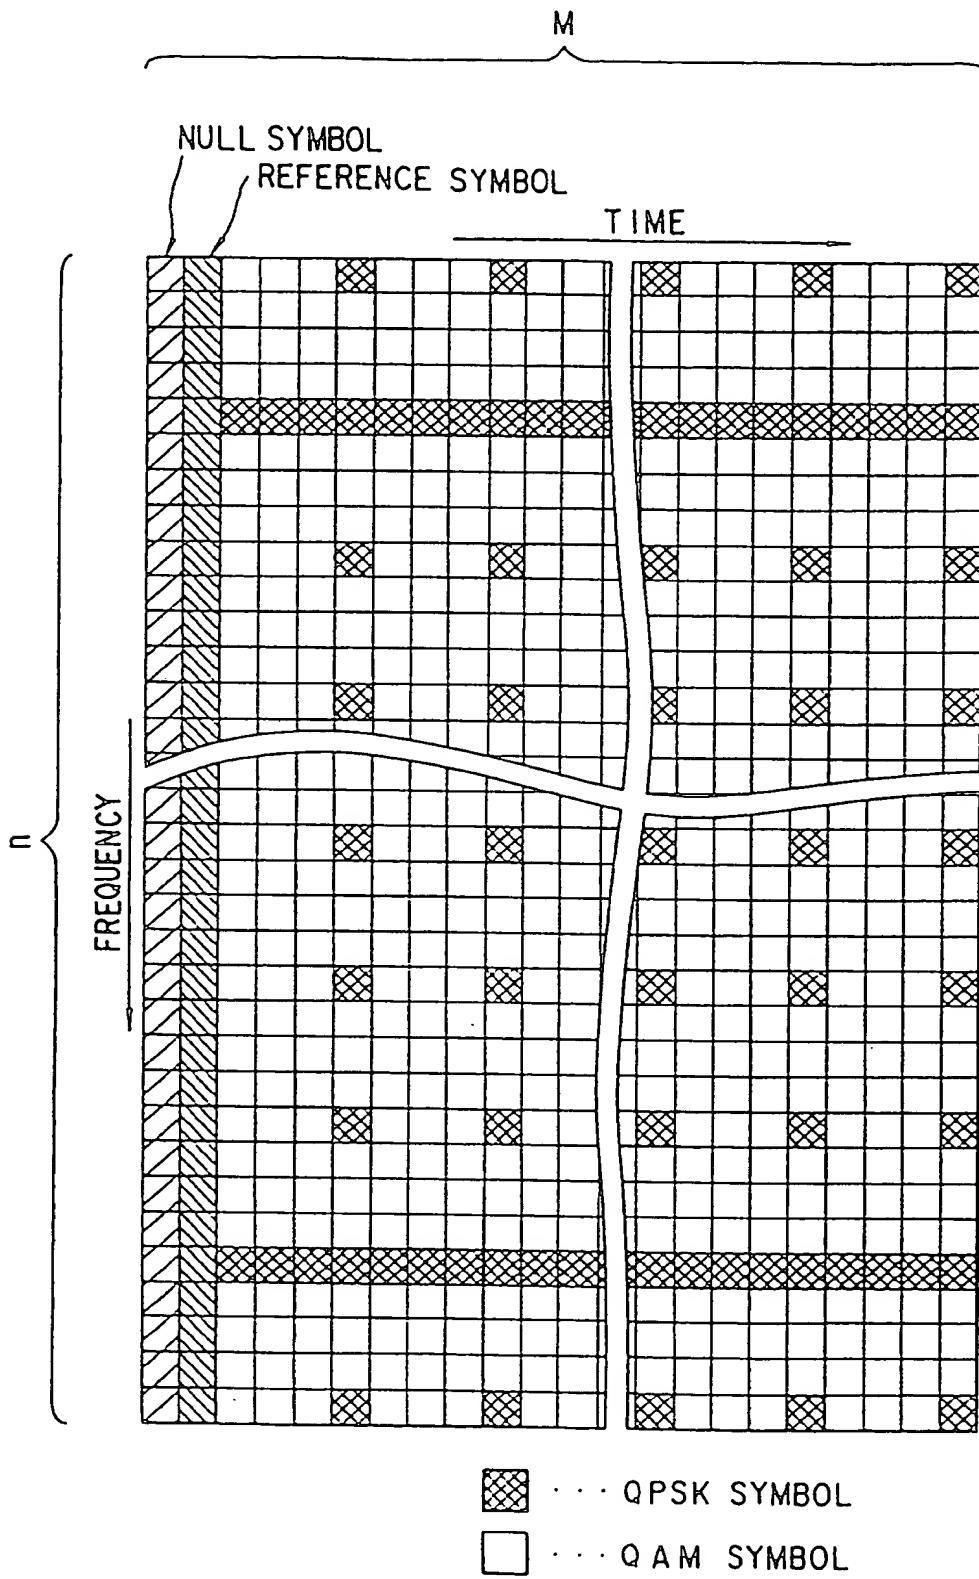 M
NULL SYMBOL
REFERENCE SYMBOL
TIME
n
FREQUENCY
··· QPSK SYMBOL
··· QAM SYMBOL